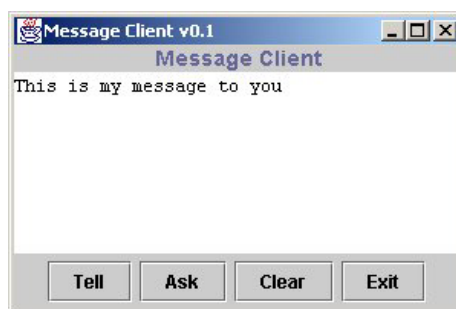 Message Client v0.1
Message Client
This is my message to you
Tell Ask Clear Exit